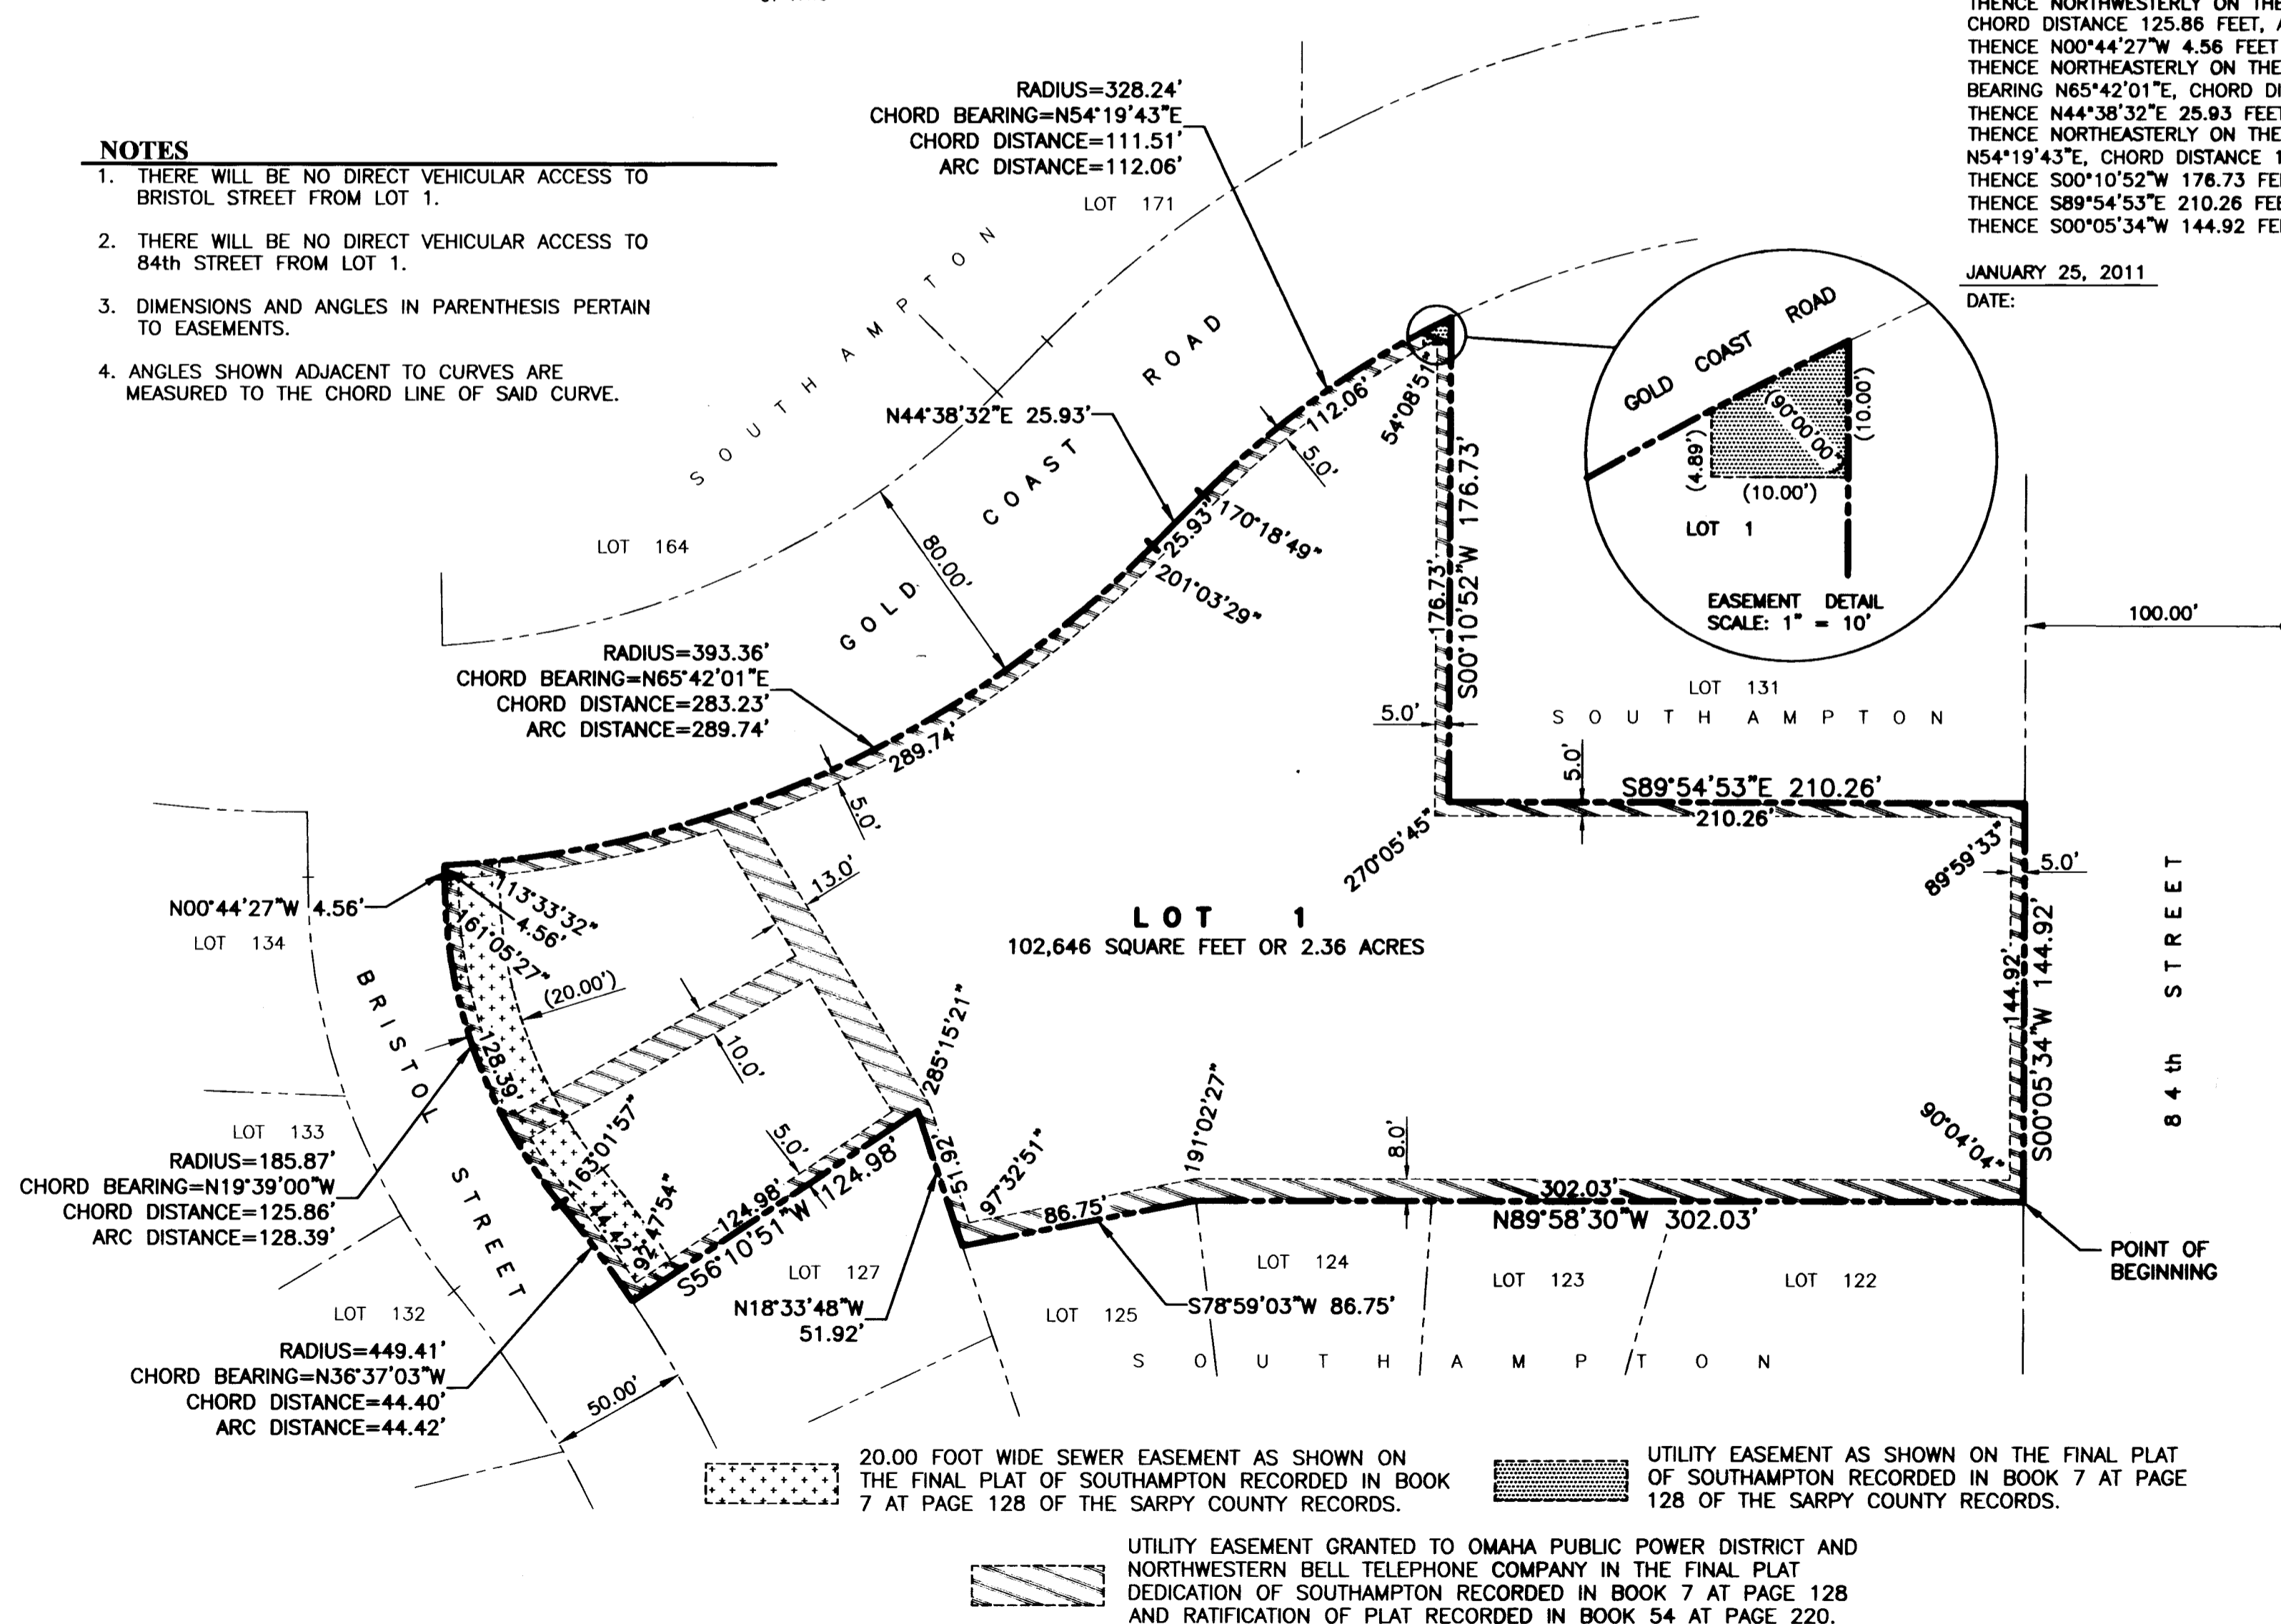 THENCE NORTHWESTERLY ON THE
CHORD DISTANCE 125.86 FEET,
THENCE N00°44'27"W 4.56 FEET
THENCE NORTHEASTERLY ON THE
BEARING N65°42'01"E, CHORD
THENCE N44°38'32"E 25.93
THENCE NORTHEASTERLY ON THE
N54°19'43"E, CHORD DISTANCE
THENCE S00°10'52"W 176.73
THENCE S89°54'53"E 210.26
THENCE S00°05'34"W 144.92
JANUARY 25, 2011
DATE:
NOTES
1. THERE WILL BE NO DIRECT VEHICULAR ACCESS TO
BRISTOL STREET FROM LOT 1.
2. THERE WILL BE NO DIRECT VEHICULAR ACCESS TO
84th STREET FROM LOT 1.
3. DIMENSIONS AND ANGLES IN PARENTHESIS PERTAIN
TO EASEMENTS.
4. ANGLES SHOWN ADJACENT TO CURVES ARE
MEASURED TO THE CHORD LINE OF SAID CURVE.
RADIUS=328.24'
CHORD BEARING=N54°19'43"E
CHORD DISTANCE=111.51'
ARC DISTANCE=112.06'
LOT 171
SOUTHAMPTON
LOT 164
GOLD COAST ROAD
80.00'
N44°38'32"E 25.93'
112.06'
5.0'
54°08'51"
25.93'
170°18'49"
201°03'29"
176.73'
S00°10'52"W 176.73'
5.0'
GOLD COAST ROAD
(90°00'00")
(10.00')
(4.89')
(10.00')
LOT 1
EASEMENT DETAIL
SCALE: 1" = 10'
100.00'
LOT 131
SOUTHAMPTON
5.0'
S89°54'53"E 210.26'
210.26'
270°05'45"
89°59'33"
5.0'
144.92'
S00°05'34"W 144.92'
84th STREET
90°04'04"
RADIUS=393.36'
CHORD BEARING=N65°42'01"E
CHORD DISTANCE=283.23'
ARC DISTANCE=289.74'
289.74'
5.0'
13.0'
LOT 1
102,646 SQUARE FEET OR 2.36 ACRES
N00°44'27"W 4.56'
LOT 134
113°33'32"
4.56'
161°05'27"
(20.00')
BRISTOL STREET
128.39'
10.0'
285°15'21"
LOT 133
RADIUS=185.87'
CHORD BEARING=N19°39'00"W
CHORD DISTANCE=125.86'
ARC DISTANCE=128.39'
163°01'57"
44.42'
92°47'54"
5.0'
124.98'
S56°10'51"W 124.98'
51.92'
97°32'51"
191°02'27"
86.75'
8.0'
302.03'
N89°58'30"W 302.03'
POINT OF
BEGINNING
LOT 132
RADIUS=449.41'
CHORD BEARING=N36°37'03"W
CHORD DISTANCE=44.40'
ARC DISTANCE=44.42'
50.00'
LOT 127
N18°33'48"W
51.92'
LOT 125
S78°59'03"W 86.75'
LOT 124
LOT 123
LOT 122
SOUTHAMPTON
20.00 FOOT WIDE SEWER EASEMENT AS SHOWN ON
THE FINAL PLAT OF SOUTHAMPTON RECORDED IN BOOK
7 AT PAGE 128 OF THE SARPY COUNTY RECORDS.
UTILITY EASEMENT AS SHOWN ON THE FINAL PLAT
OF SOUTHAMPTON RECORDED IN BOOK 7 AT PAGE
128 OF THE SARPY COUNTY RECORDS.
UTILITY EASEMENT GRANTED TO OMAHA PUBLIC POWER DISTRICT AND
NORTHWESTERN BELL TELEPHONE COMPANY IN THE FINAL PLAT
DEDICATION OF SOUTHAMPTON RECORDED IN BOOK 7 AT PAGE 128
AND RATIFICATION OF PLAT RECORDED IN BOOK 54 AT PAGE 220.